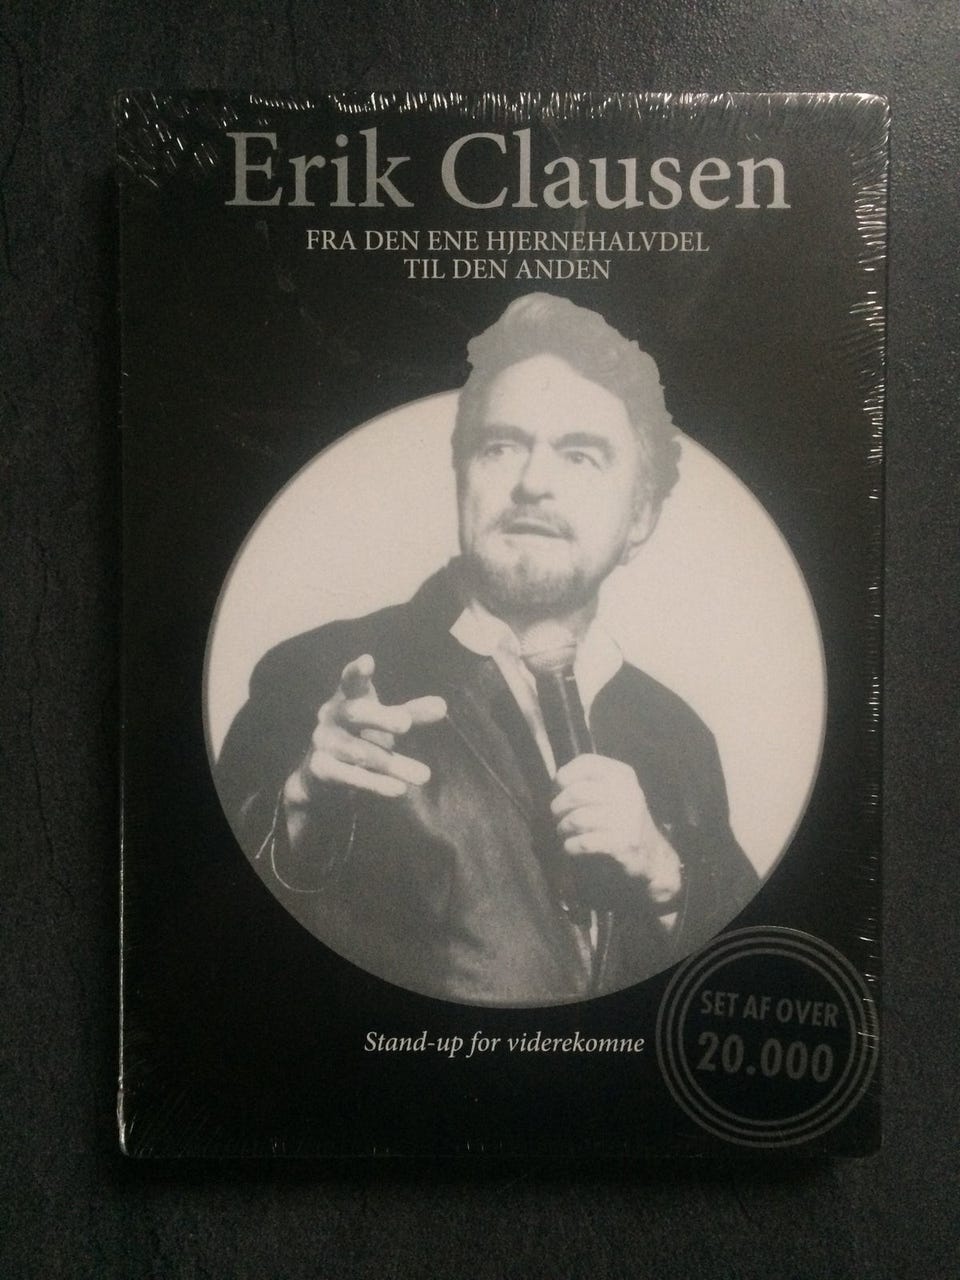 Erik Clausen
FRA DEN ENE HJERNEHALVDEL
TIL DEN ANDEN
Stand-up for viderekomne
SET AF OVER
20.000